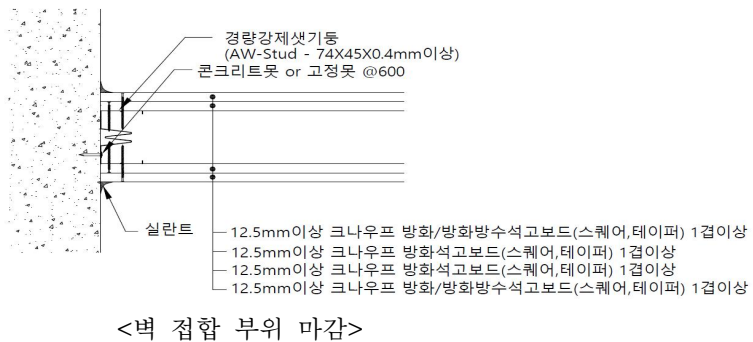 경량강제샛기둥
(AW-Stud - 74X45X0.4mm이상)
콘크리트못 or 고정못 @600
실란트
12.5mm이상 크나우프 방화/방화방수석고보드(스퀘어,테이퍼) 1겹이상
12.5mm이상 크나우프 방화석고보드(스퀘어,테이퍼) 1겹이상
12.5mm이상 크나우프 방화석고보드(스퀘어,테이퍼) 1겹이상
12.5mm이상 크나우프 방화/방화방수석고보드(스퀘어,테이퍼) 1겹이상
<벽 접합 부위 마감>